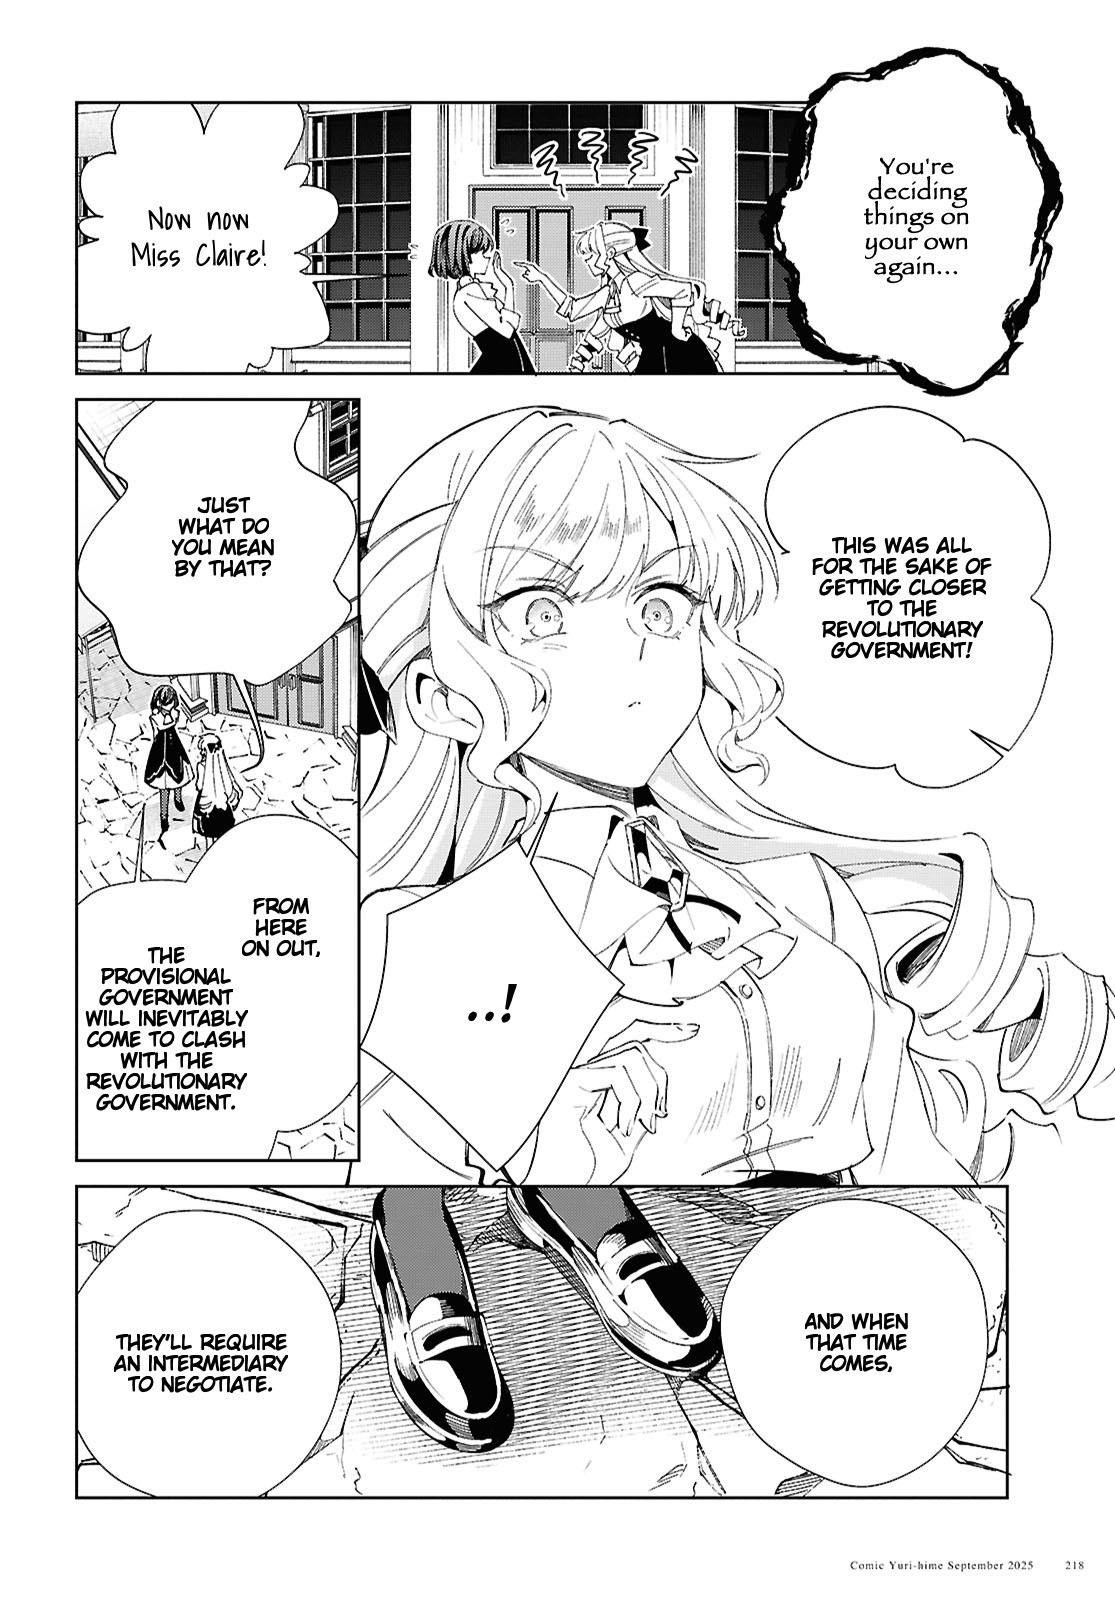 You're
deciding
things on
your own
again...
Now now
Miss Claire!
THIS WAS ALL
FOR THE SAKE OF
GETTING CLOSER
TO THE
REVOLUTIONARY
GOVERNMENT!
..!
JUST
WHAT DO
YOU MEAN
BY THAT?
FROM
HERE
ON OUT,
THE
PROVISIONAL
GOVERNMENT
WILL INEVITABLY
COME TO CLASH
WITH THE
REVOLUTIONARY
GOVERNMENT.
AND WHEN
THAT TIME
COMES,
THEY'LL REQUIRE
AN INTERMEDIARY
TO NEGOTIATE.
Comic Yuri-hime September 2025 218